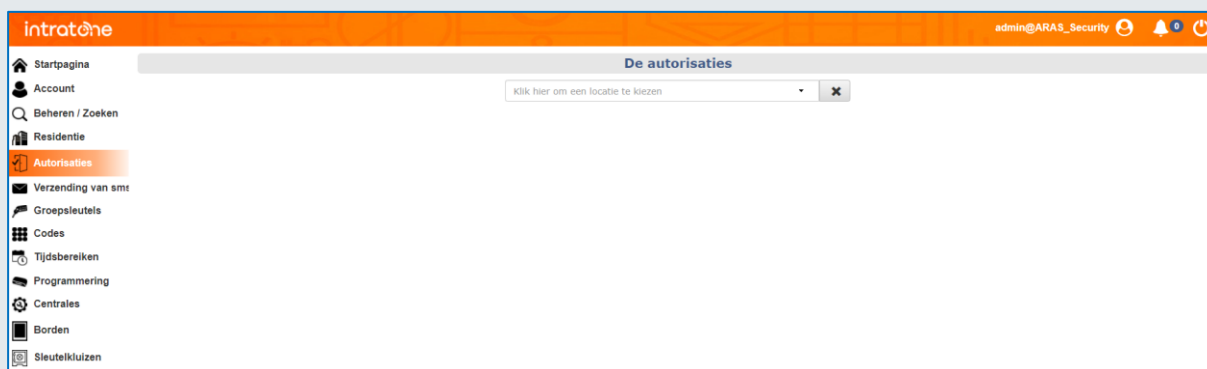 intratone
admin@ARAS_Security 0
Startpagina
De autorisaties
Account
Klik hier om een locatie te kiezen
Beheren / Zoeken
Residentie
Autorisaties
Verzending van sms
Groepsleutels
Codes
Tijdsbereiken
Programmering
Centrales
Borden
Sleutelkluizen